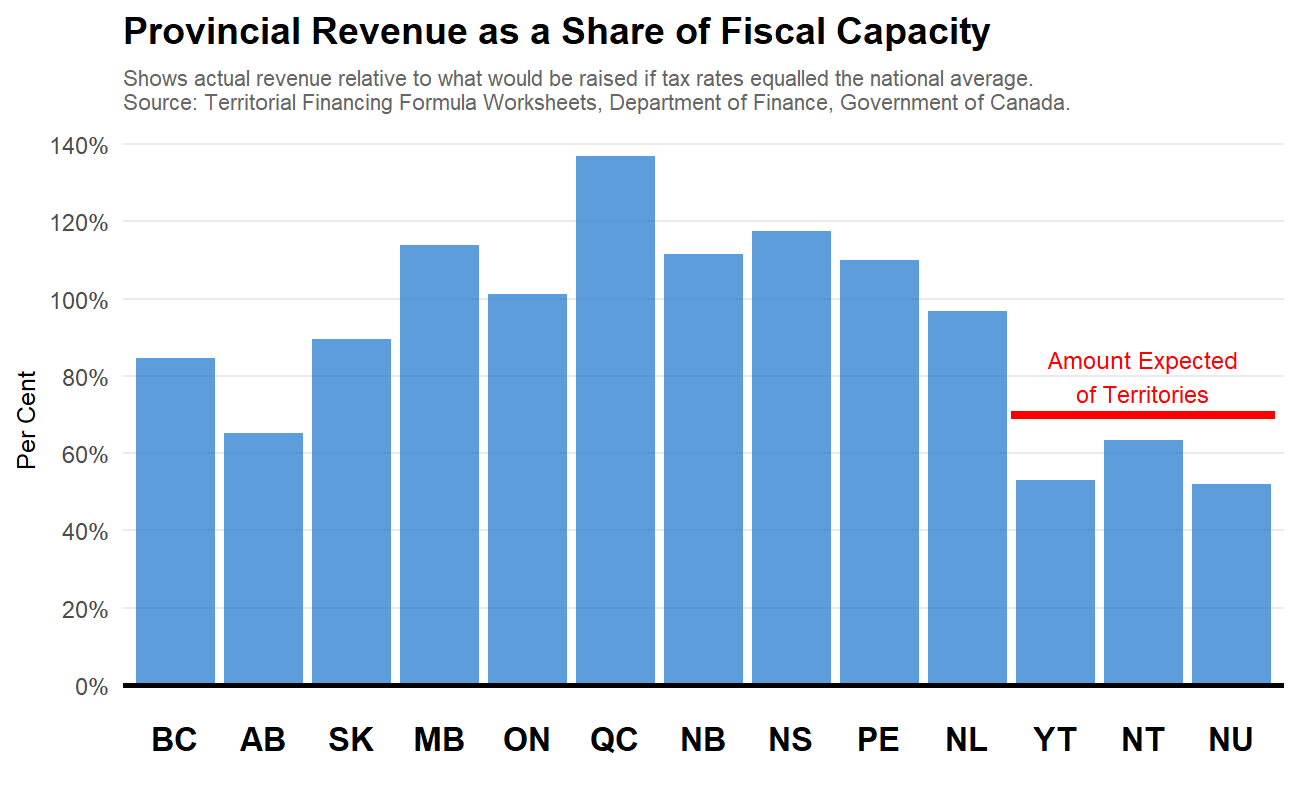 Provincial Revenue as a Share of Fiscal Capacity
Shows actual revenue relative to what would be raised if tax rates equalled the national average.
Source: Territorial Financing Formula Worksheets, Department of Finance, Government of Canada.
140%
120%
100%
80%
60%
40%
20%
0%
Per Cent
Amount Expected
of Territories
BC AB SK MB ON QC NB NS PE NL YT NT NU